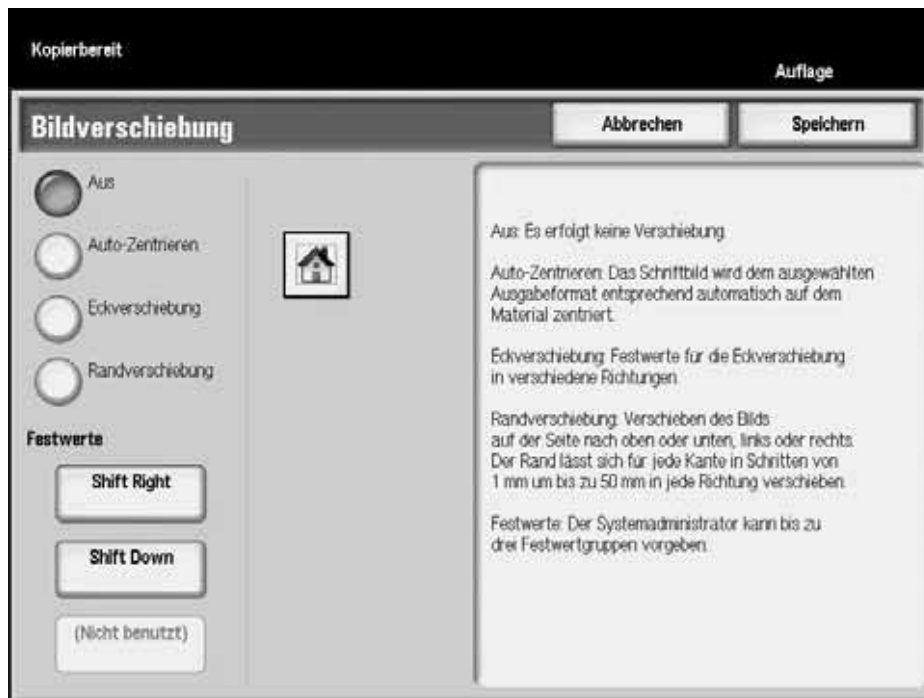 Kopierbereit
Auflage
Bildverschiebung
Abbrechen
Speichern
Aus
Auto-Zentrieren
Eckverschiebung
Randverschiebung
Festwerte
Shift Right
Shift Down
(Nicht benutzt)
Aus: Es erfolgt keine Verschiebung.
Auto-Zentrieren: Das Schriftbild wird dem ausgewählten
Ausgabeformat entsprechend automatisch auf dem
Material zentriert.
Eckverschiebung: Festwerte für die Eckverschiebung
in verschiedene Richtungen.
Randverschiebung: Verschieben des Bilds
auf der Seite nach oben oder unten, links oder rechts.
Der Rand lässt sich für jede Kante in Schritten von
1 mm um bis zu 50 mm in jede Richtung verschieben.
Festwerte: Der Systemadministrator kann bis zu
drei Festwertgruppen vorgeben.